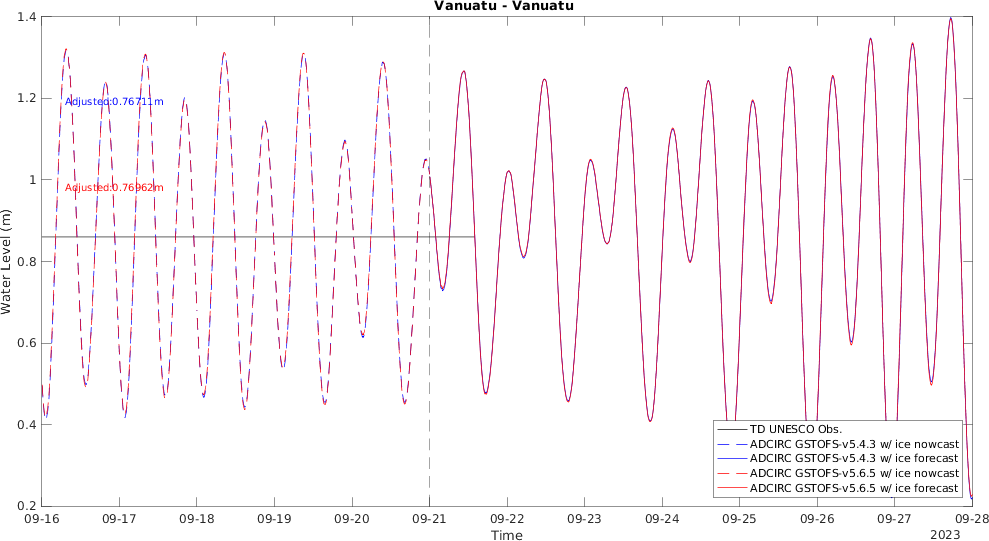 Vanuatu - Vanuatu
1.4
1.2
1
0.8
0.6
0.4
0.2
Water Level (m)
Adjusted:0.76711m
Adjusted:0.76962m
TD UNESCO Obs.
ADCIRC GSTOFS-v5.4.3 w/ ice nowcast
ADCIRC GSTOFS-v5.4.3 w/ ice forecast
ADCIRC GSTOFS-v5.6.5 w/ ice nowcast
ADCIRC GSTOFS-v5.6.5 w/ ice forecast
09-16 09-17 09-18 09-19 09-20 09-21 09-22 09-23 09-24 09-25 09-26 09-27 09-28
Time
2023